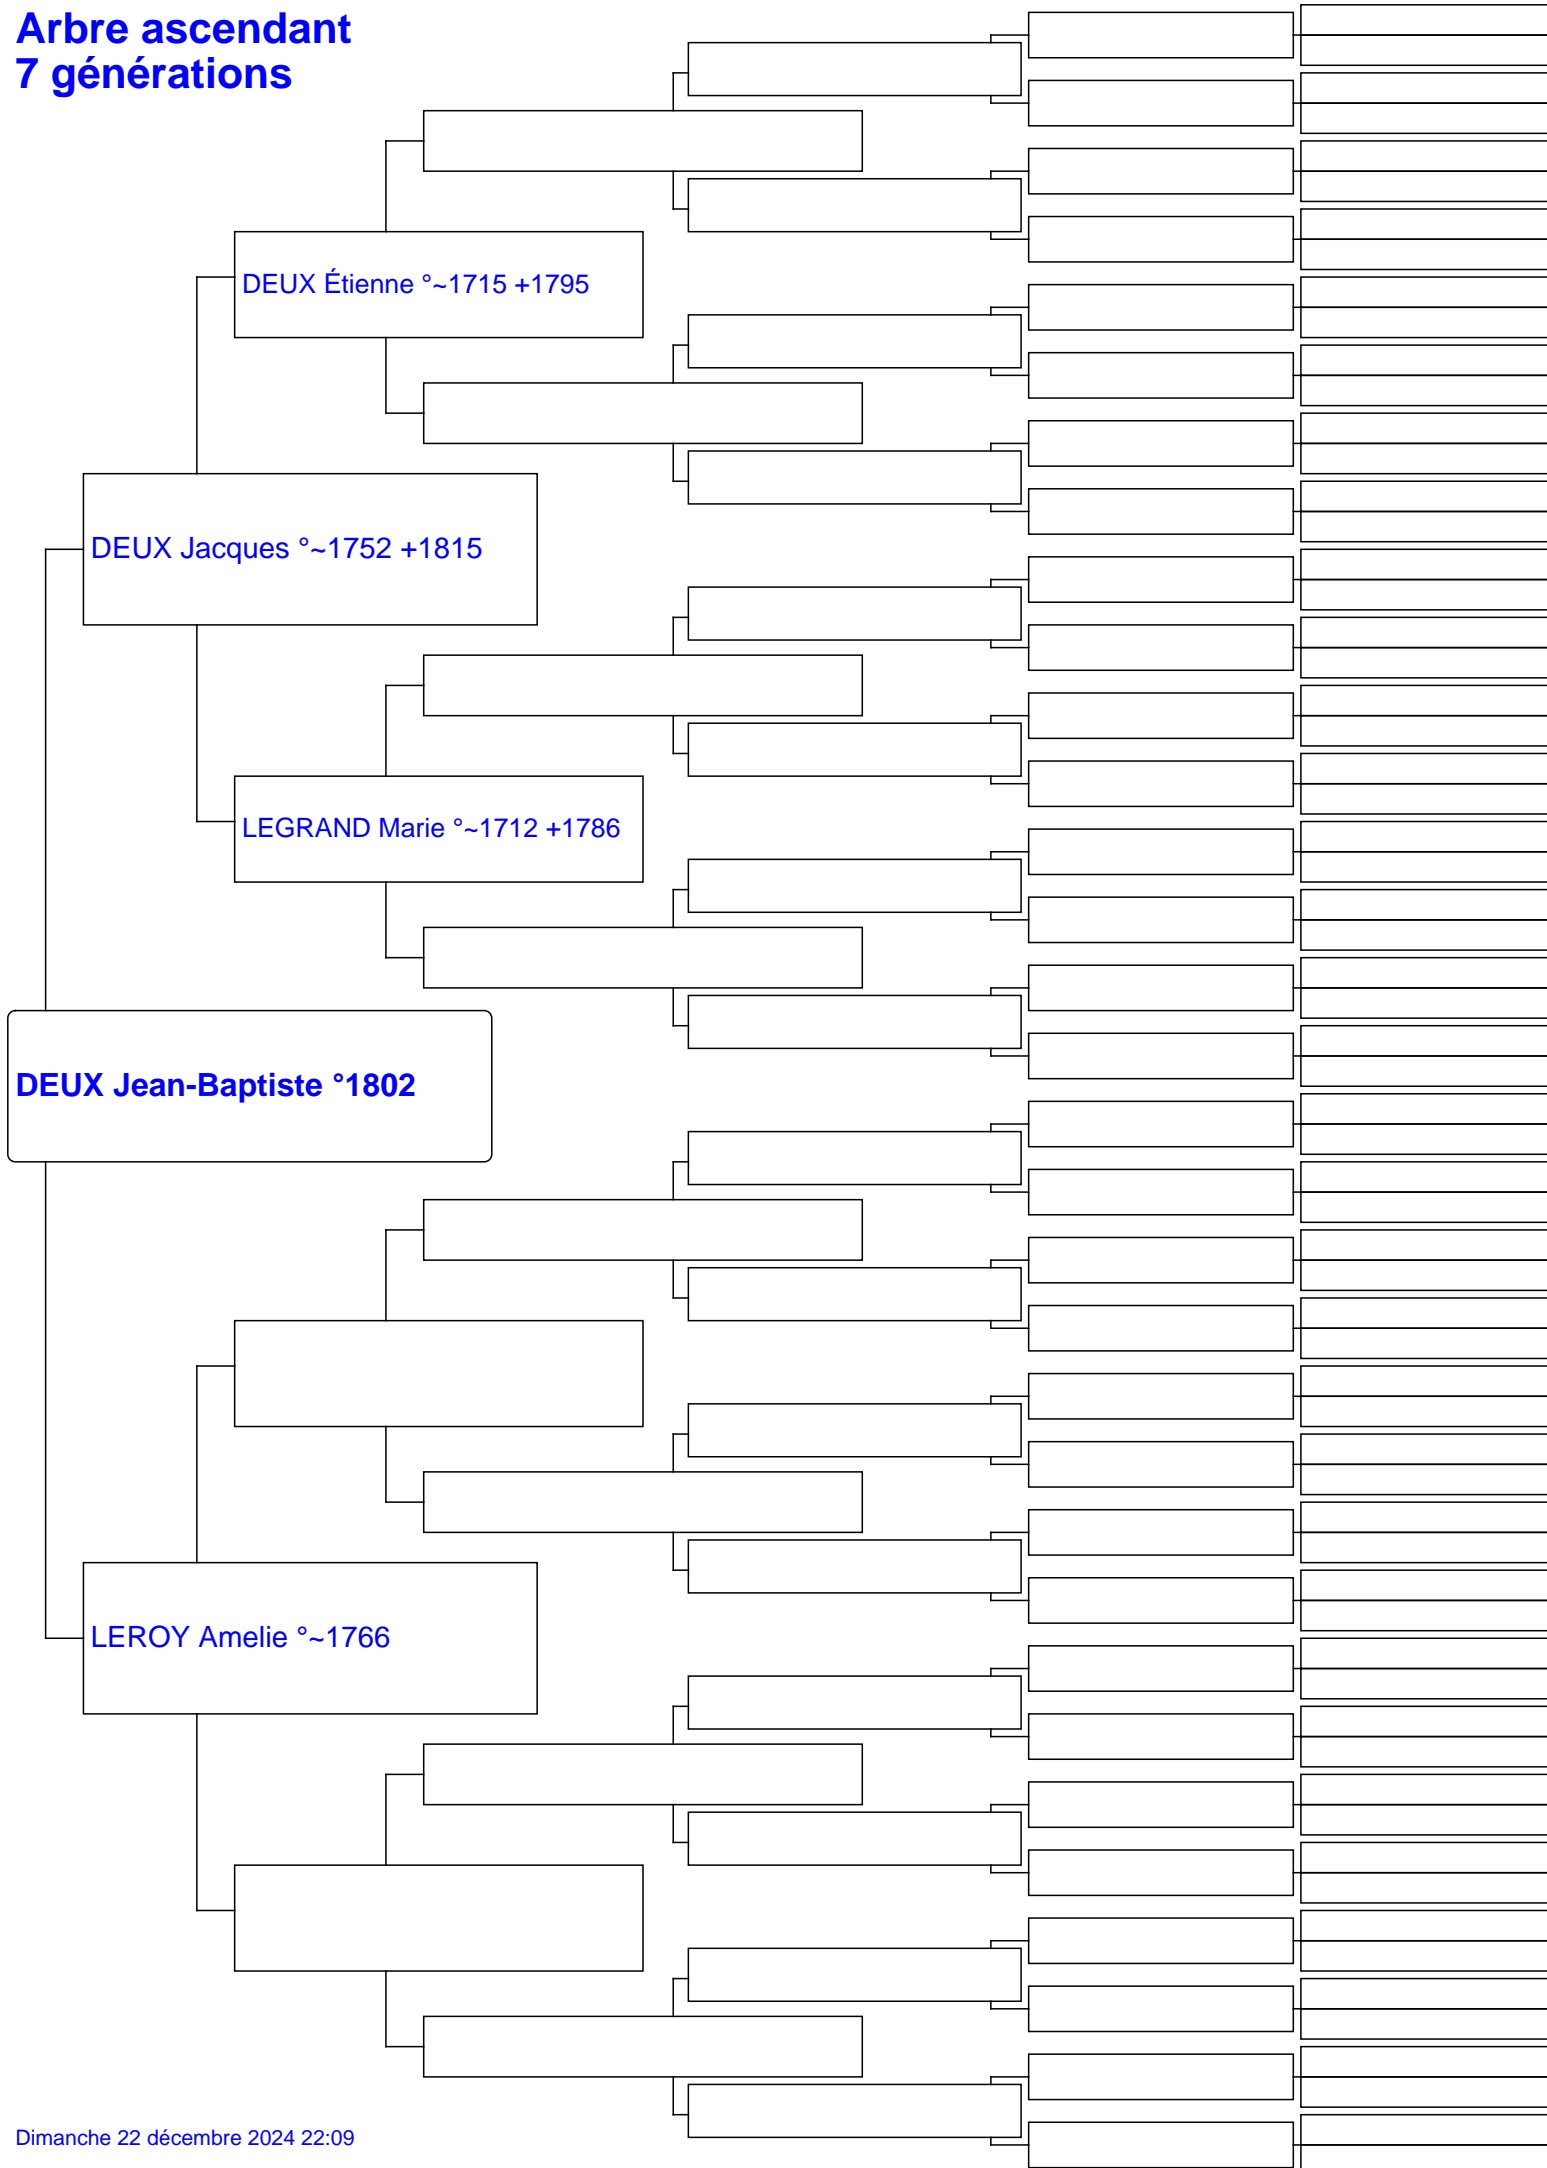 Arbre ascendant
7 générations
DEUX Étienne °~1715 +1795
DEUX Jacques °~1752 +1815
LEGRAND Marie °~1712 +1786
DEUX Jean-Baptiste °1802
LEROY Amelie °~1766
Dimanche 22 décembre 2024 22:09